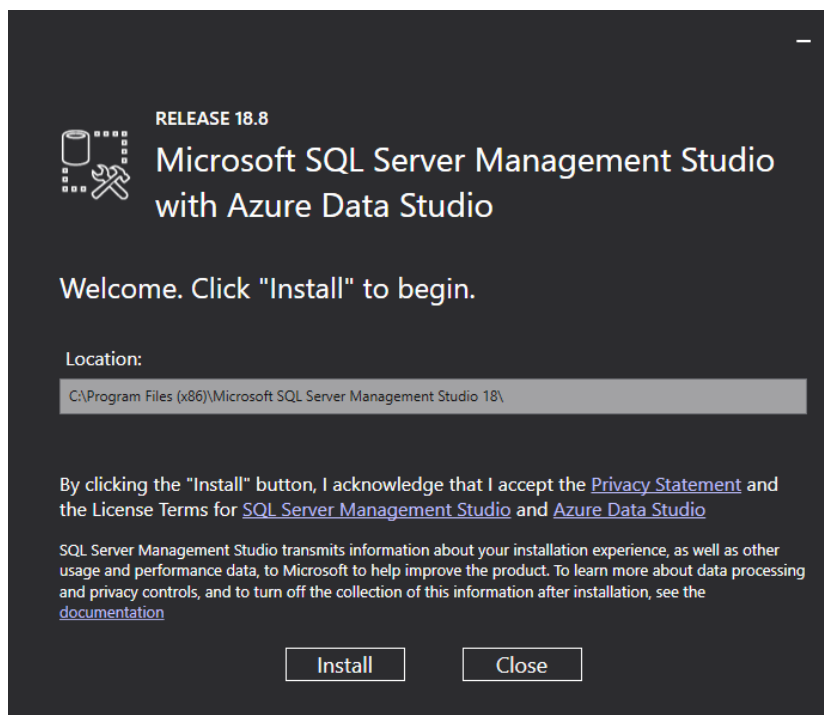 RELEASE 18.8
Microsoft SQL Server Management Studio
with Azure Data Studio
Welcome. Click "Install" to begin.
Location:
C:\Program Files (x86)\Microsoft SQL Server Management Studio 18\
By clicking the "Install" button, I acknowledge that I accept the Privacy Statement and
the License Terms for SQL Server Management Studio and Azure Data Studio
SQL Server Management Studio transmits information about your installation experience, as well as other
usage and performance data, to Microsoft to help improve the product. To learn more about data processing
and privacy controls, and to turn off the collection of this information after installation, see the
documentation
Install Close